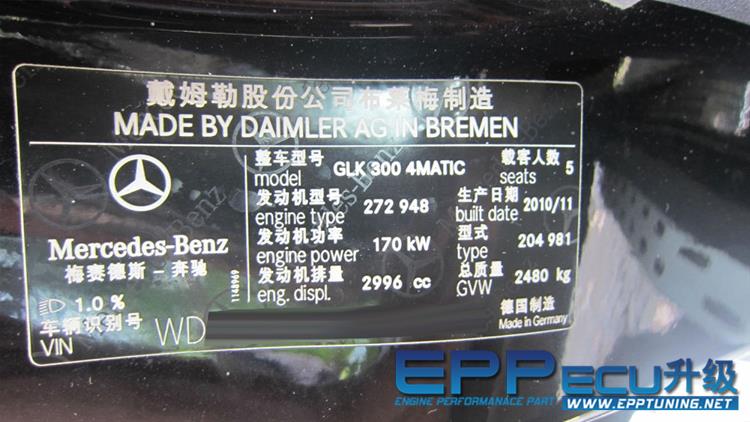 戴姆勒股份公司布莱梅制造
MADE BY DAIMLER AG IN BREMEN
Mercedes-Benz
梅赛德斯-奔驰
1.0 %
车辆识别号
VIN WD
整车型号
model GLK 300 4MATIC
载客人数
seats 5
发动机型号
engine type 272 948
生产日期
built date 2010/11
发动机功率
engine power 170 kW
型式
type 204 981
发动机排量
eng. displ. 2996 cc
总质量
GVW 2480 kg
1148969
德国制造
Made in Germany
EPP ECU升级
ENGINE PERFORMANACE PART
WWW.EPPTUNING.NET